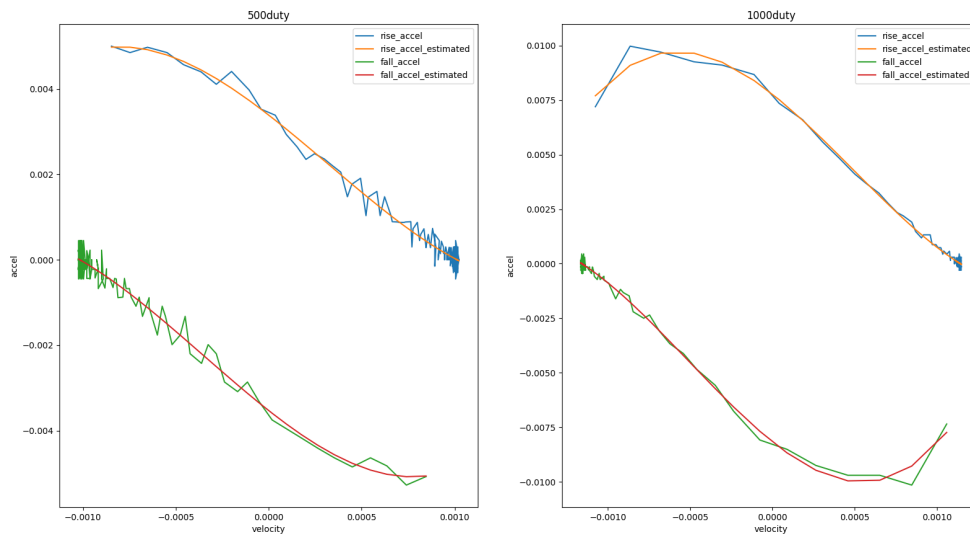 500duty
rise_accel
rise_accel_estimated
fall_accel
fall_accel_estimated
accel
0.004
0.002
0.000
−0.002
−0.004
−0.0010
−0.0005
0.0000
0.0005
0.0010
velocity
1000duty
rise_accel
rise_accel_estimated
fall_accel
fall_accel_estimated
accel
0.0100
0.0075
0.0050
0.0025
0.0000
−0.0025
−0.0050
−0.0075
−0.0100
−0.0010
−0.0005
0.0000
0.0005
0.0010
velocity